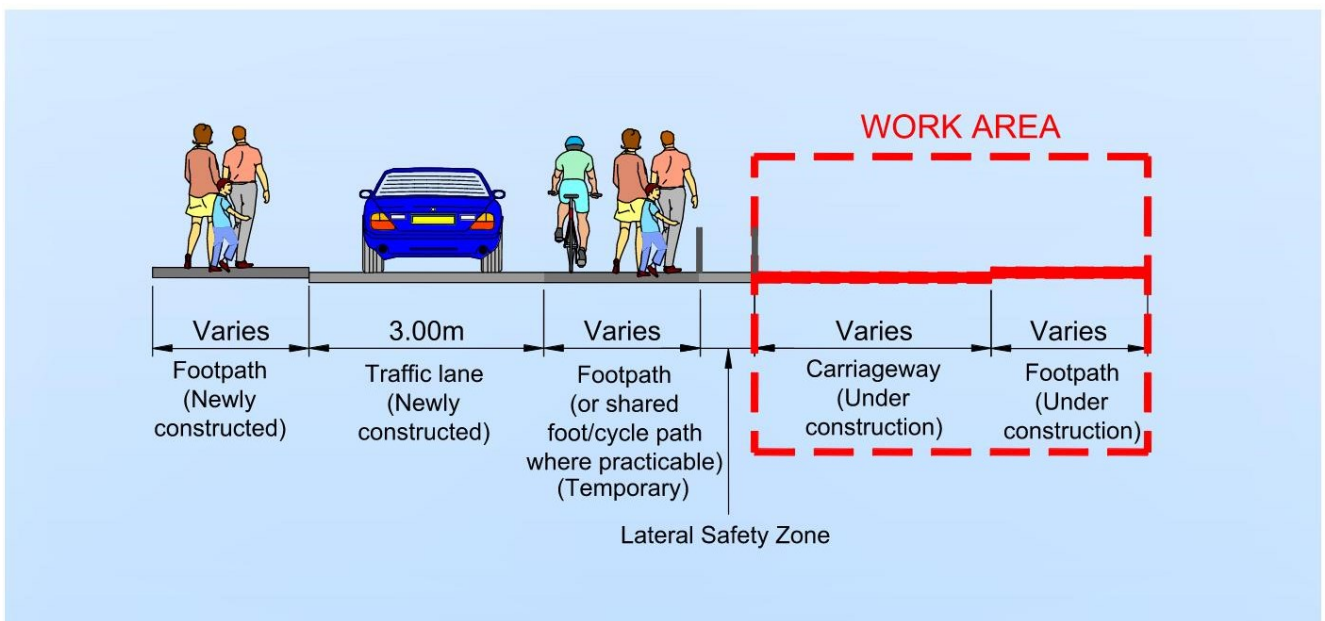 WORK AREA
Varies
Footpath
(Newly
constructed)
3.00m
Traffic lane
(Newly
constructed)
Varies
Footpath
(or shared
foot/cycle path
where practicable)
(Temporary)
Lateral Safety Zone
Varies
Carriageway
(Under
construction)
Varies
Footpath
(Under
construction)